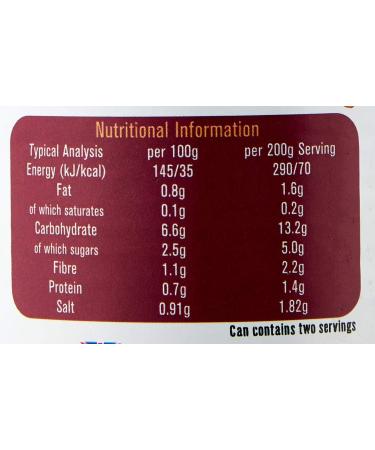 Nutritional Information
Typical Analysis per 100g per 200g Serving
Energy (kJ/kcal) 145/35 290/70
Fat 0.8g 1.6g
of which saturates 0.1g 0.2g
Carbohydrate 6.6g 13.2g
of which sugars 2.5g 5.0g
Fibre 1.1g 2.2g
Protein 0.7g 1.4g
Salt 0.91g 1.82g
Can contains two servings